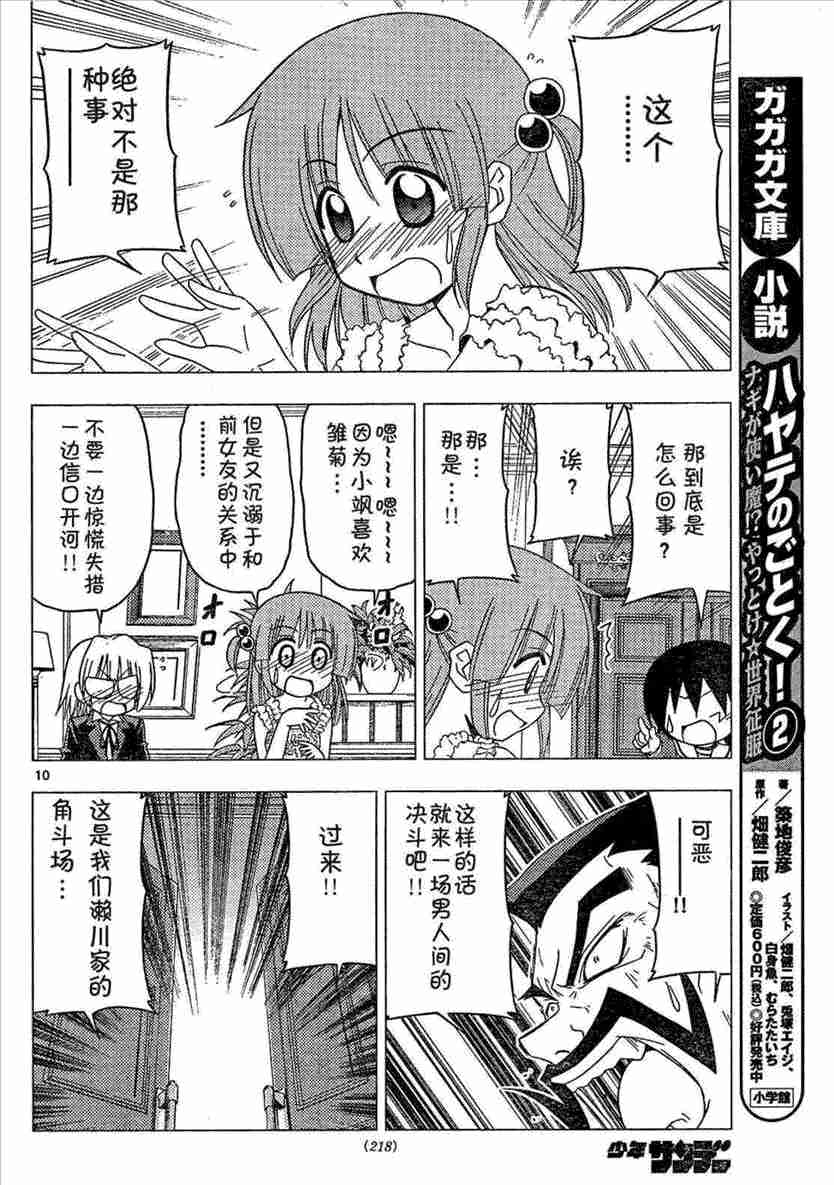 这个
………
绝对不是那
种事
——
那到底是
怎么回事?
诶?
那…
那是…!!
嗯~~~嗯~~~
因为小飒喜欢
雏菊…
但是又沉溺于和
前女友的关系中
………
不要一边惊慌失措
一边信口开河!!
オロ
オロ
10
可恶
——!!
这样的话
就来一场男人间的
决斗吧!!
过来!!
这是我们濑川家的
角斗场…
(218)
少年サンデー
ガガガ文庫
小説
ハヤテのごとく!②
ナギが使い魔!?やっとけ☆世界征服
著/築地俊彦
原作/畑健二郎
イラスト/畑健二郎、兎塚エイジ、
白身魚、むらたたいち
◎定価600円(税込)◎好評発売中
小学館